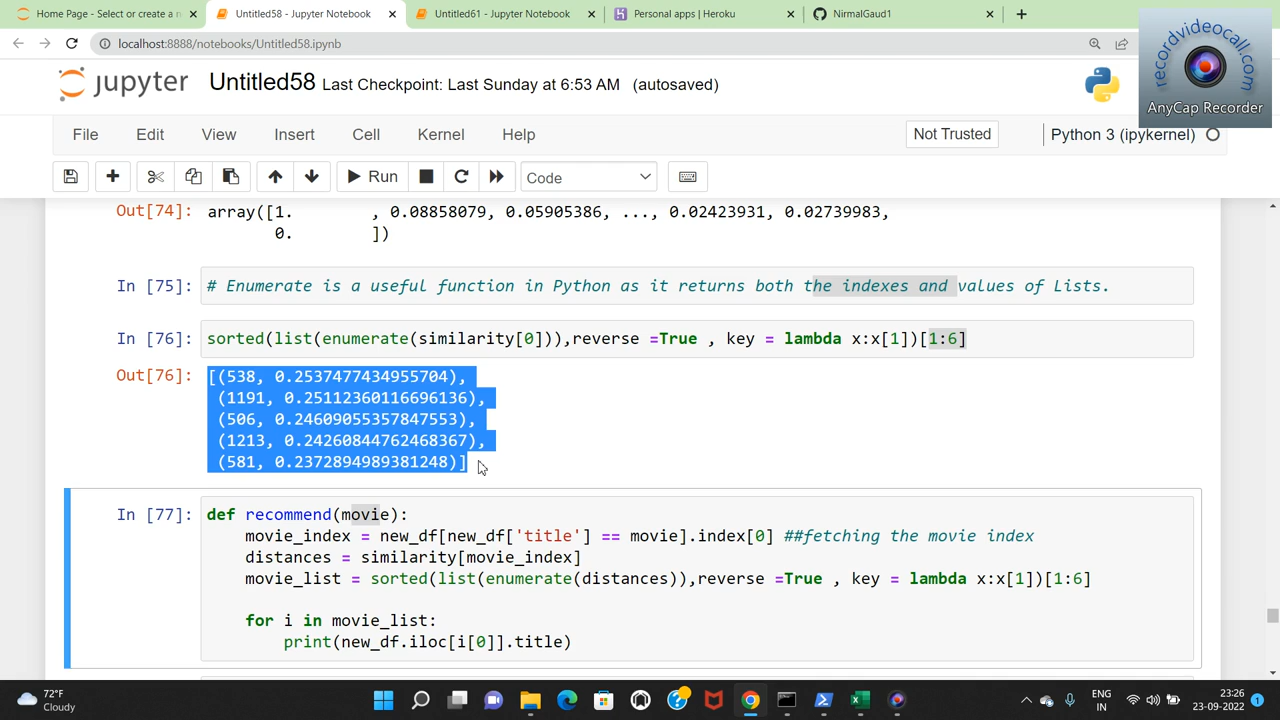 Home Page - Select or create a n
Untitled58 - Jupyter Notebook
Untitled61 - Jupyter Notebook
Personal apps | Heroku
NirmalGaud1
localhost:8888/notebooks/Untitled58.ipynb
recordvideocall.com
AnyCap Recorder
jupyter Untitled58 Last Checkpoint: Last Sunday at 6:53 AM (autosaved)
File Edit View Insert Cell Kernel Help
Not Trusted
Python 3 (ipykernel)
Run
Code
Out[74]: array([1. , 0.08858079, 0.05905386, ..., 0.02423931, 0.02739983,
0. ])
In [75]: # Enumerate is a useful function in Python as it returns both the indexes and values of Lists.
In [76]: sorted(list(enumerate(similarity[0])),reverse =True , key = lambda x:x[1])[1:6]
Out[76]: [(538, 0.2537477434955704),
(1191, 0.25112360116696136),
(506, 0.24609055357847553),
(1213, 0.24260844762468367),
(581, 0.2372894989381248)]
In [77]: def recommend(movie):
movie_index = new_df[new_df['title'] == movie].index[0] ##fetching the movie index
distances = similarity[movie_index]
movie_list = sorted(list(enumerate(distances)),reverse =True , key = lambda x:x[1])[1:6]
for i in movie_list:
print(new_df.iloc[i[0]].title)
72°F
Cloudy
ENG
IN
23:26
23-09-2022
1